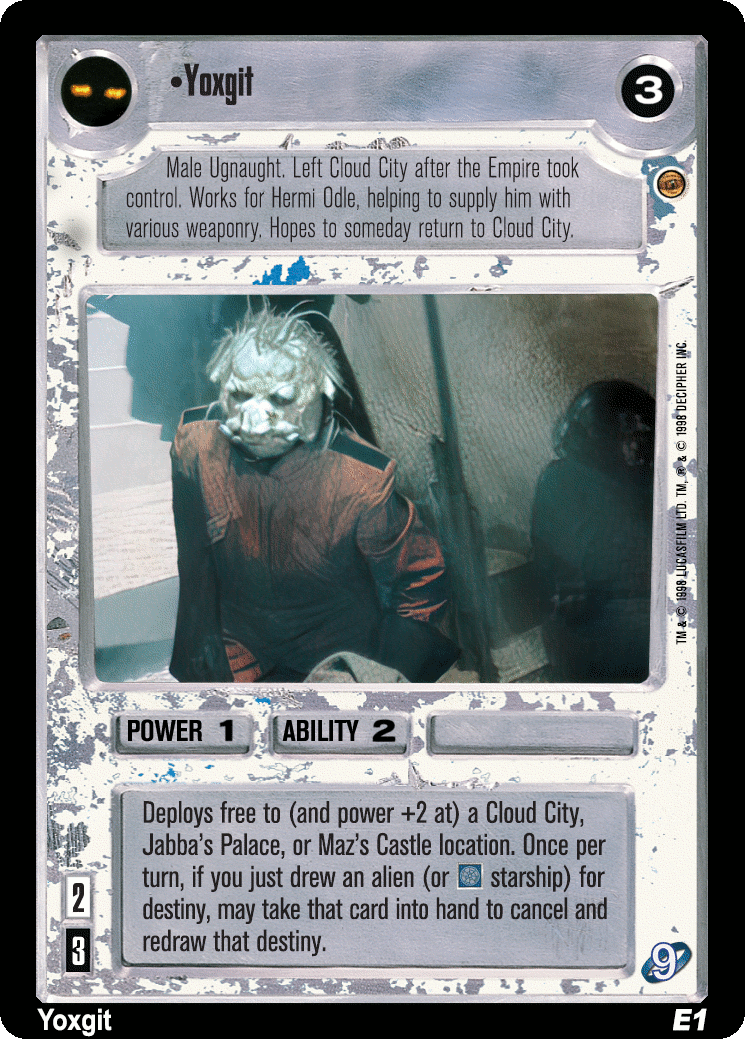 •Yoxgit
3
Male Ugnaught. Left Cloud City after the Empire took
control. Works for Hermi Odle, helping to supply him with
various weaponry. Hopes to someday return to Cloud City.
TM & © 1998 LUCASFILM LTD. TM, ® & © 1998 DECIPHER INC.
POWER 1 ABILITY 2
Deploys free to (and power +2 at) a Cloud City,
Jabba's Palace, or Maz's Castle location. Once per
turn, if you just drew an alien (or starship) for
destiny, may take that card into hand to cancel and
redraw that destiny.
2
3
9
Yoxgit
E1